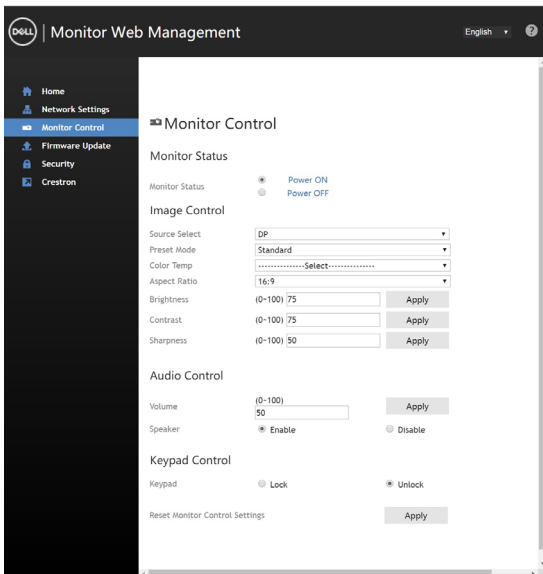 DELL | Monitor Web Management English ?
Home
Network Settings
Monitor Control
Firmware Update
Security
Crestron
Monitor Control
Monitor Status
Monitor Status Power ON
Power OFF
Image Control
Source Select DP
Preset Mode Standard
Color Temp ---------------Select---------------
Aspect Ratio 16:9
Brightness (0~100) 75 Apply
Contrast (0~100) 75 Apply
Sharpness (0~100) 50 Apply
Audio Control
(0~100)
Volume 50 Apply
Speaker Enable Disable
Keypad Control
Keypad Lock Unlock
Reset Monitor Control Settings Apply